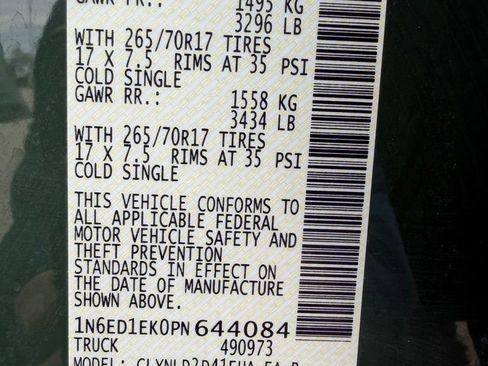 GAWR FR.: 1495 KG
3296 LB
WITH 265/70R17 TIRES
17 X 7.5 RIMS AT 35 PSI
COLD SINGLE
GAWR RR.: 1558 KG
3434 LB
WITH 265/70R17 TIRES
17 X 7.5 RIMS AT 35 PSI
COLD SINGLE
THIS VEHICLE CONFORMS TO
ALL APPLICABLE FEDERAL
MOTOR VEHICLE SAFETY AND
THEFT PREVENTION
STANDARDS IN EFFECT ON
THE DATE OF MANUFACTURE
SHOWN ABOVE.
1N6ED1EK0PN644084
TRUCK 490973
MODEL: